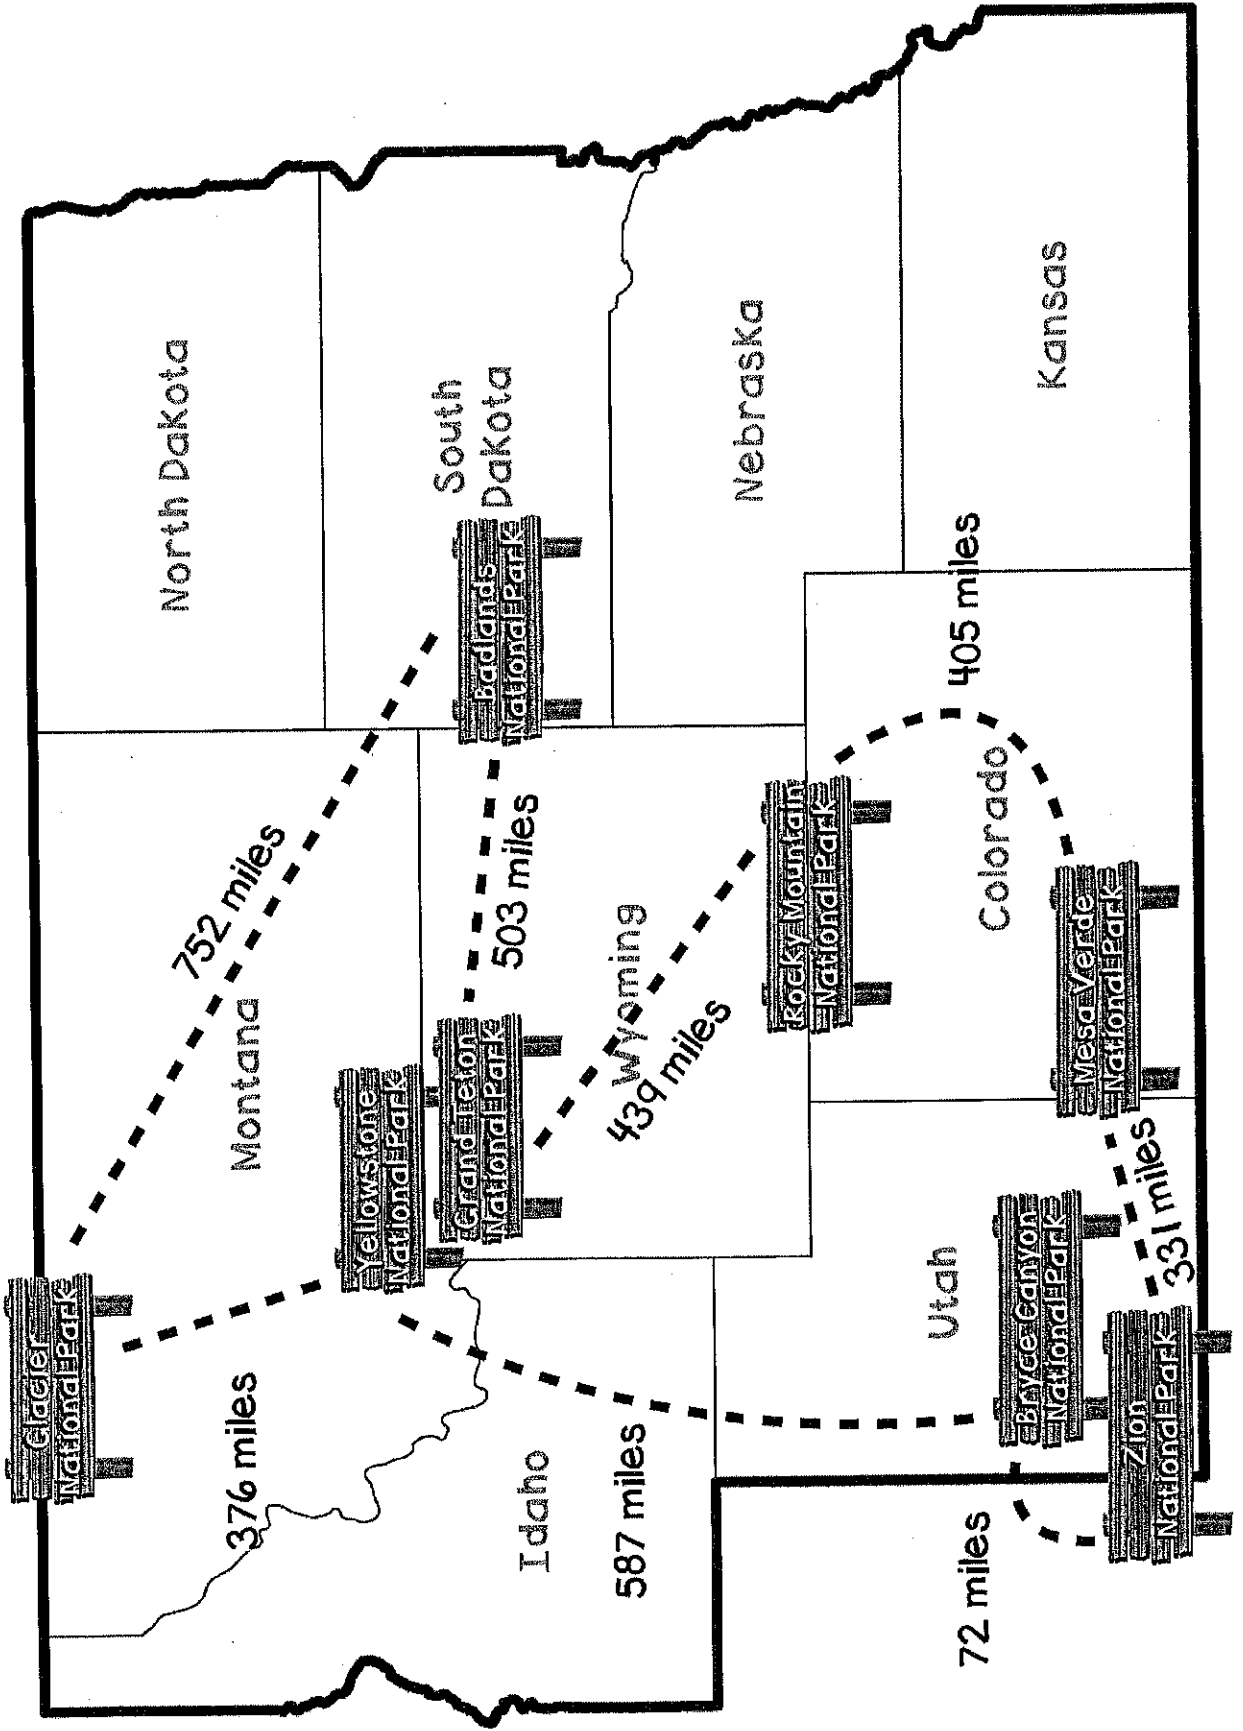 Glacier
National Park
752 miles
North Dakota
Montana
376 miles
South
Dakota
Badlands
National Park
Yellowstone
National Park
503 miles
Grand Teton
National Park
Idaho
Wyoming
587 miles
439 miles
Nebraska
Rocky Mountain
National Park
Utah
Colorado
405 miles
72 miles
Bryce Canyon
National Park
Kansas
Mesa Verde
National Park
Zion
National Park
331 miles